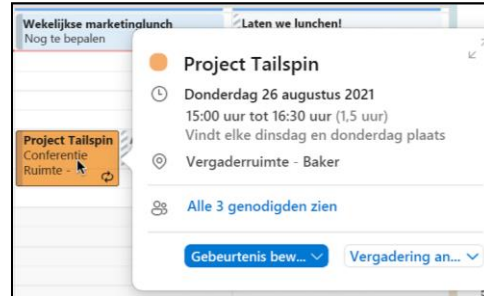 Wekelijkse marketinglunch
Nog te bepalen
Laten we lunchen!
Project Tailspin
Conferentie
Ruimte -
Project Tailspin
Donderdag 26 augustus 2021
15:00 uur tot 16:30 uur (1,5 uur)
Vindt elke dinsdag en donderdag plaats
Vergaderruimte - Baker
Alle 3 genodigden zien
Gebeurtenis bew...
Vergadering an...